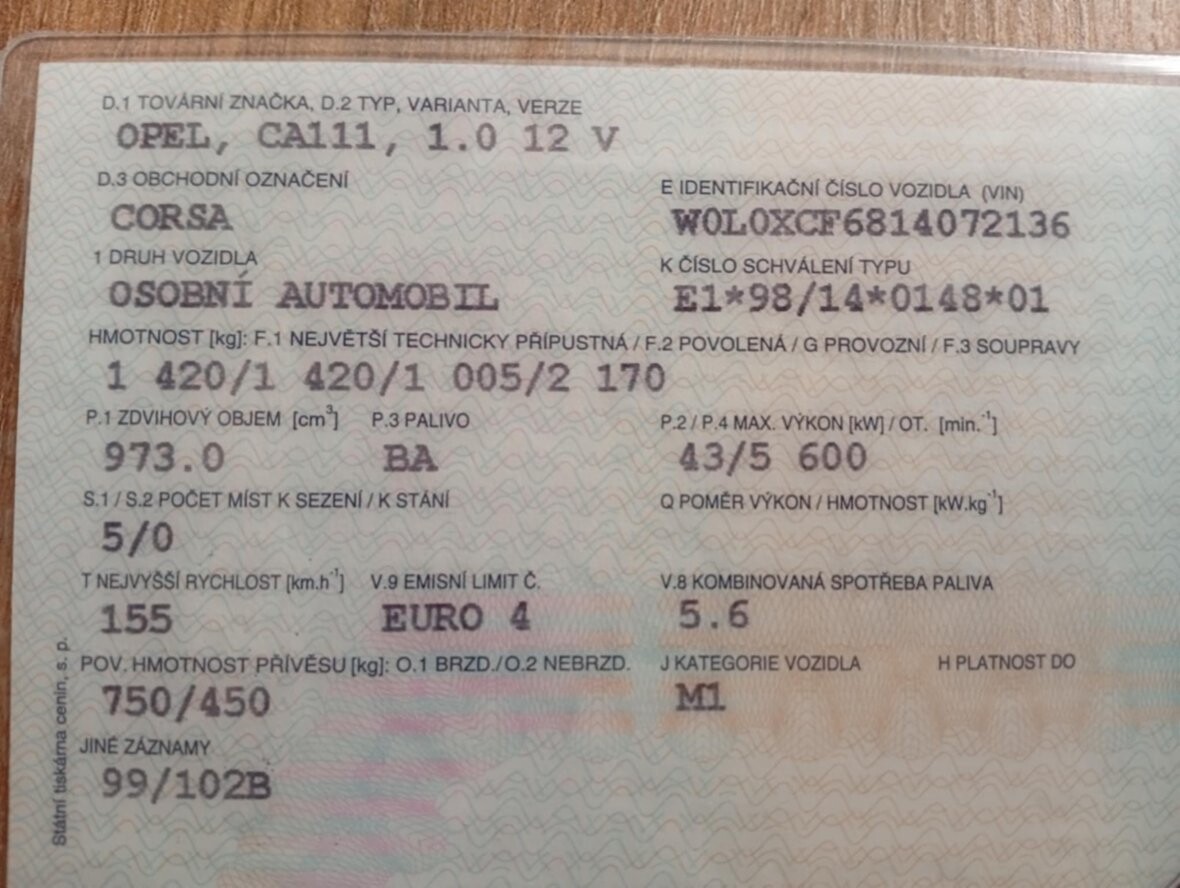 D.1 TOVÁRNÍ ZNAČKA, D.2 TYP, VARIANTA, VERZE
OPEL, CA111, 1.0 12 V
D.3 OBCHODNÍ OZNAČENÍ
E IDENTIFIKAČNÍ ČÍSLO VOZIDLA (VIN)
CORSA
W0L0XCF6814072136
1 DRUH VOZIDLA
K ČÍSLO SCHVÁLENÍ TYPU
OSOBNÍ AUTOMOBIL
E1*98/14*0148*01
HMOTNOST [kg]: F.1 NEJVĚTŠÍ TECHNICKY PŘÍPUSTNÁ / F.2 POVOLENÁ / G PROVOZNÍ / F.3 SOUPRAVY
1 420/1 420/1 005/2 170
P.1 ZDVIHOVÝ OBJEM [cm³]
P.3 PALIVO
P.2 / P.4 MAX. VÝKON [kW] / OT. [min.⁻¹]
973.0
BA
43/5 600
S.1 / S.2 POČET MÍST K SEZENÍ / K STÁNÍ
Q POMĚR VÝKON / HMOTNOST [kW.kg⁻¹]
5/0
T NEJVYŠŠÍ RYCHLOST [km.h⁻¹]
V.9 EMISNÍ LIMIT Č.
V.8 KOMBINOVANÁ SPOTŘEBA PALIVA
155
EURO 4
5.6
POV. HMOTNOST PŘÍVĚSU [kg]: O.1 BRZD./O.2 NEBRZD.
J KATEGORIE VOZIDLA
H PLATNOST DO
750/450
M1
JINÉ ZÁZNAMY
99/102B
Státní tiskárna cenin, s. p.